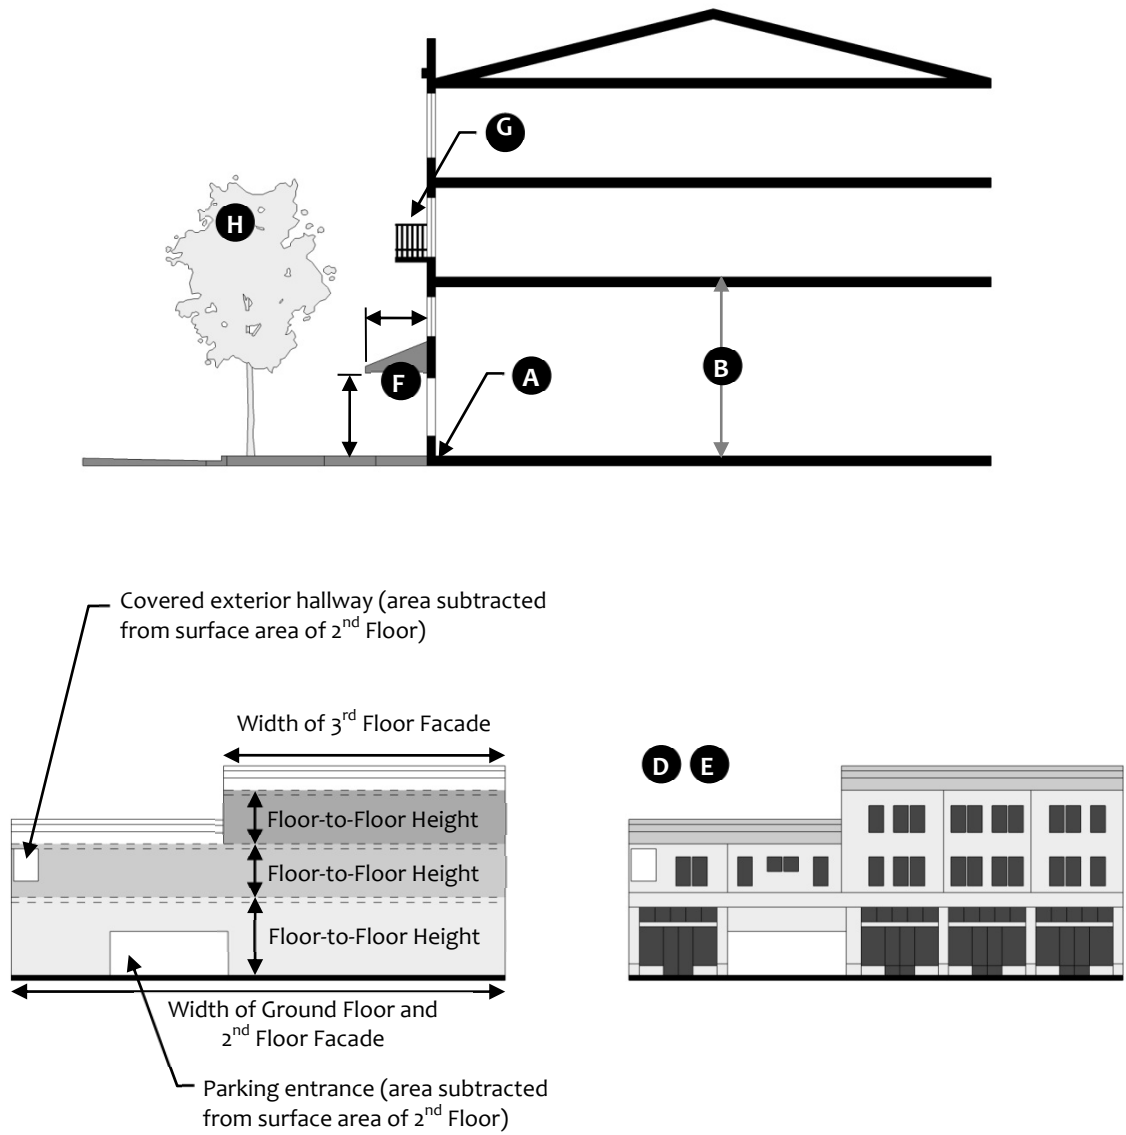 G
H
F
A
B
Covered exterior hallway (area subtracted
from surface area of 2nd Floor)
Width of 3rd Floor Facade
D E
Floor-to-Floor Height
Floor-to-Floor Height
Floor-to-Floor Height
Width of Ground Floor and
2nd Floor Facade
Parking entrance (area subtracted
from surface area of 2nd Floor)